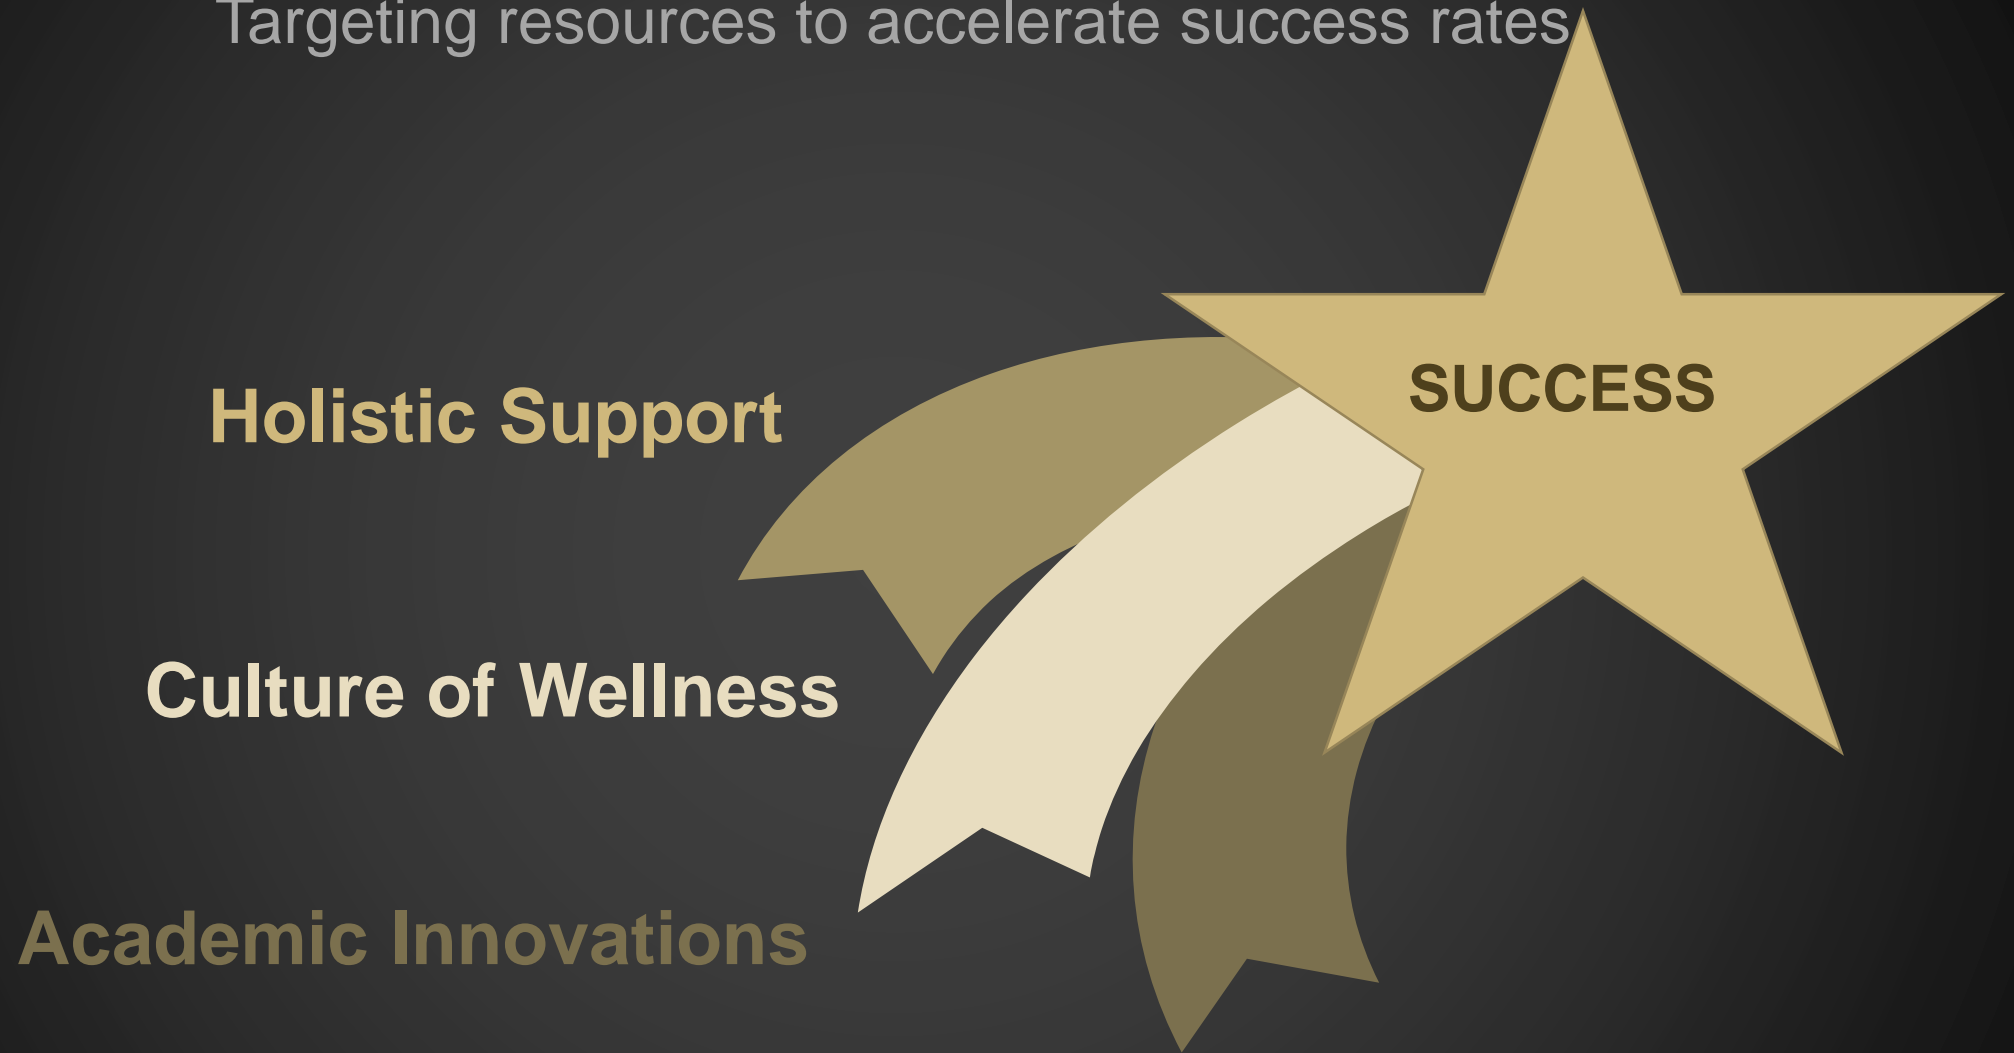 Targeting resources to accelerate success rates
SUCCESS
Holistic Support
Culture of Wellness
Academic Innovations